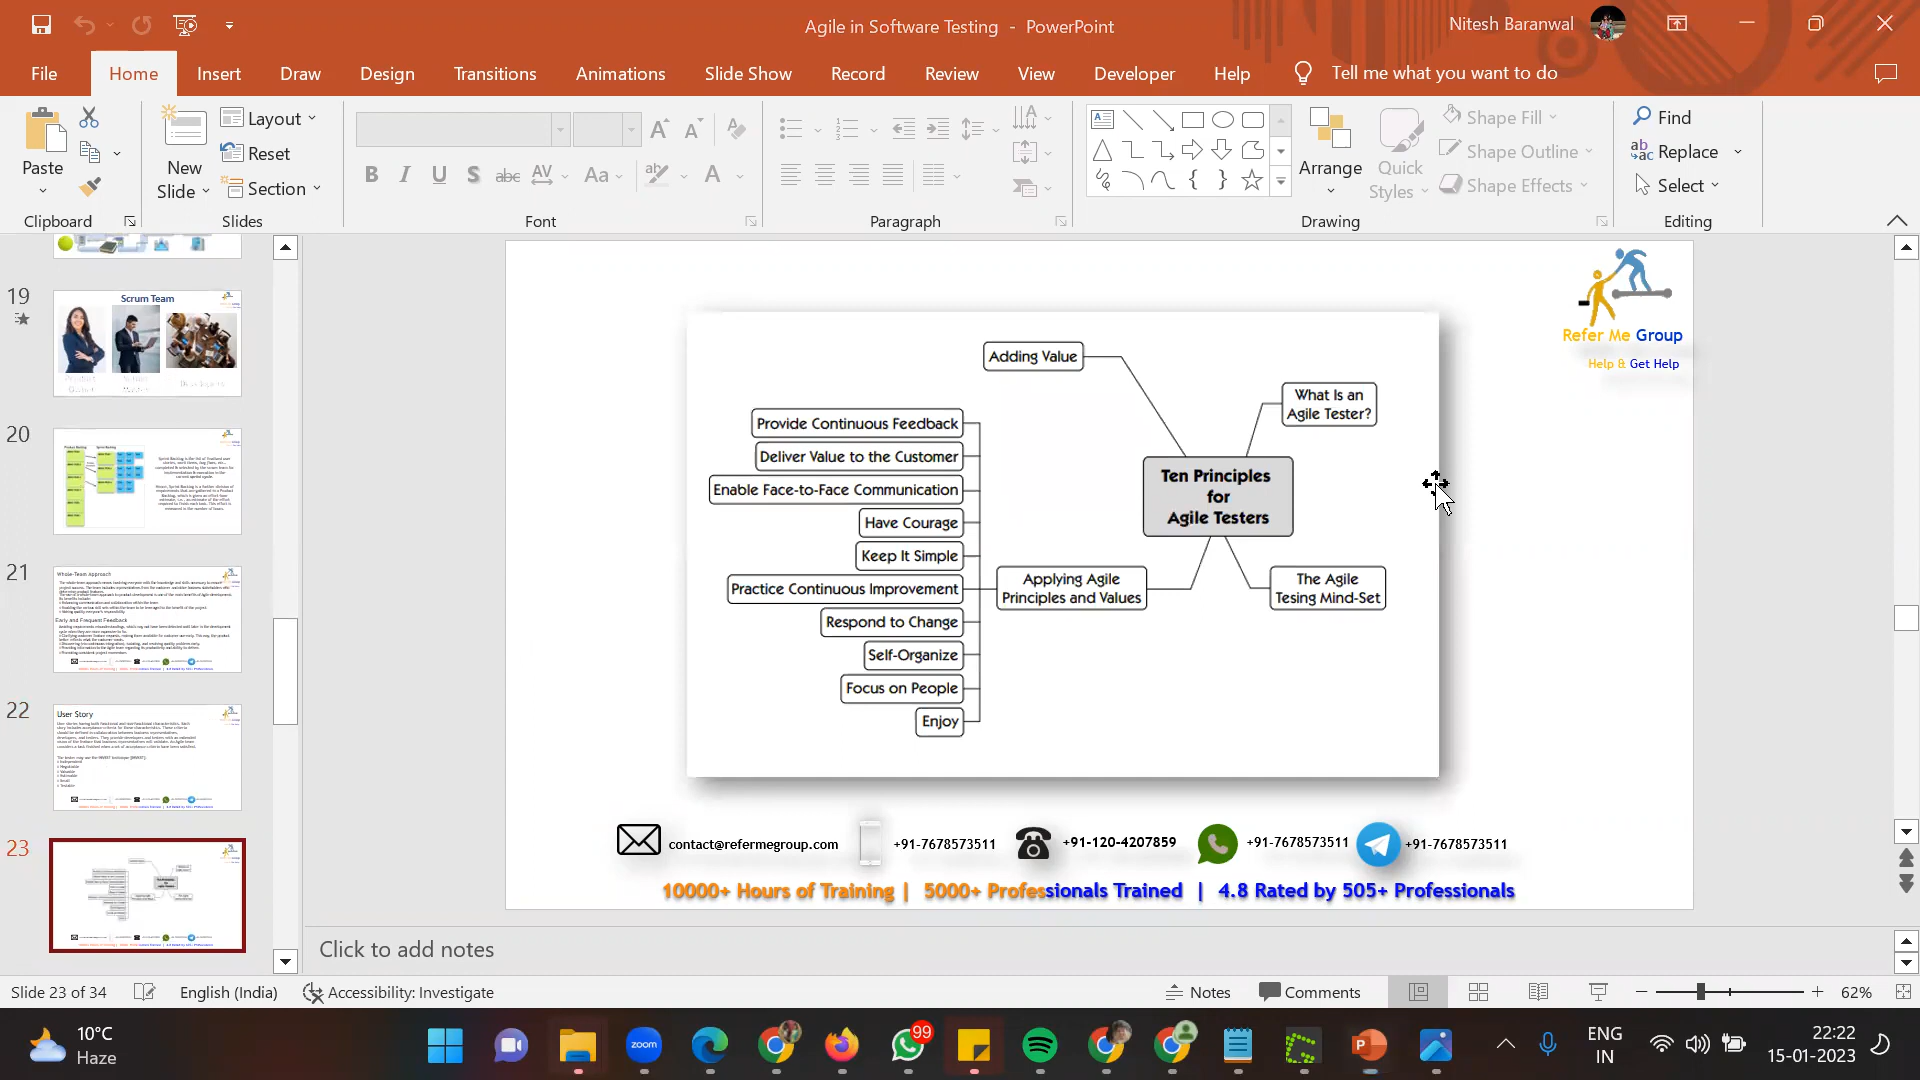 Agile in Software Testing - PowerPoint
Nitesh Baranwal
File
Home
Insert
Draw
Design
Transitions
Animations
Slide Show
Record
Review
View
Developer
Help
Tell me what you want to do
Paste
Clipboard
New
Slide
Layout
Reset
Section
Slides
Font
Paragraph
Arrange
Quick
Styles
Shape Fill
Shape Outline
Shape Effects
Drawing
Find
Replace
Select
Editing
19
Scrum Team
20
21
Whole-Team Approach
Early and Frequent Feedback
22
User Story
23
Refer Me Group
Help & Get Help
Adding Value
What Is an
Agile Tester?
Provide Continuous Feedback
Deliver Value to the Customer
Enable Face-to-Face Communication
Have Courage
Keep It Simple
Practice Continuous Improvement
Respond to Change
Self-Organize
Focus on People
Enjoy
Ten Principles
for
Agile Testers
Applying Agile
Principles and Values
The Agile
Tesing Mind-Set
contact@refermegroup.com
+91-7678573511
+91-120-4207859
+91-7678573511
+91-7678573511
10000+ Hours of Training | 5000+ Professionals Trained | 4.8 Rated by 505+ Professionals
Click to add notes
Slide 23 of 34
English (India)
Accessibility: Investigate
Notes
Comments
62%
10°C
Haze
zoom
99
ENG
IN
22:22
15-01-2023